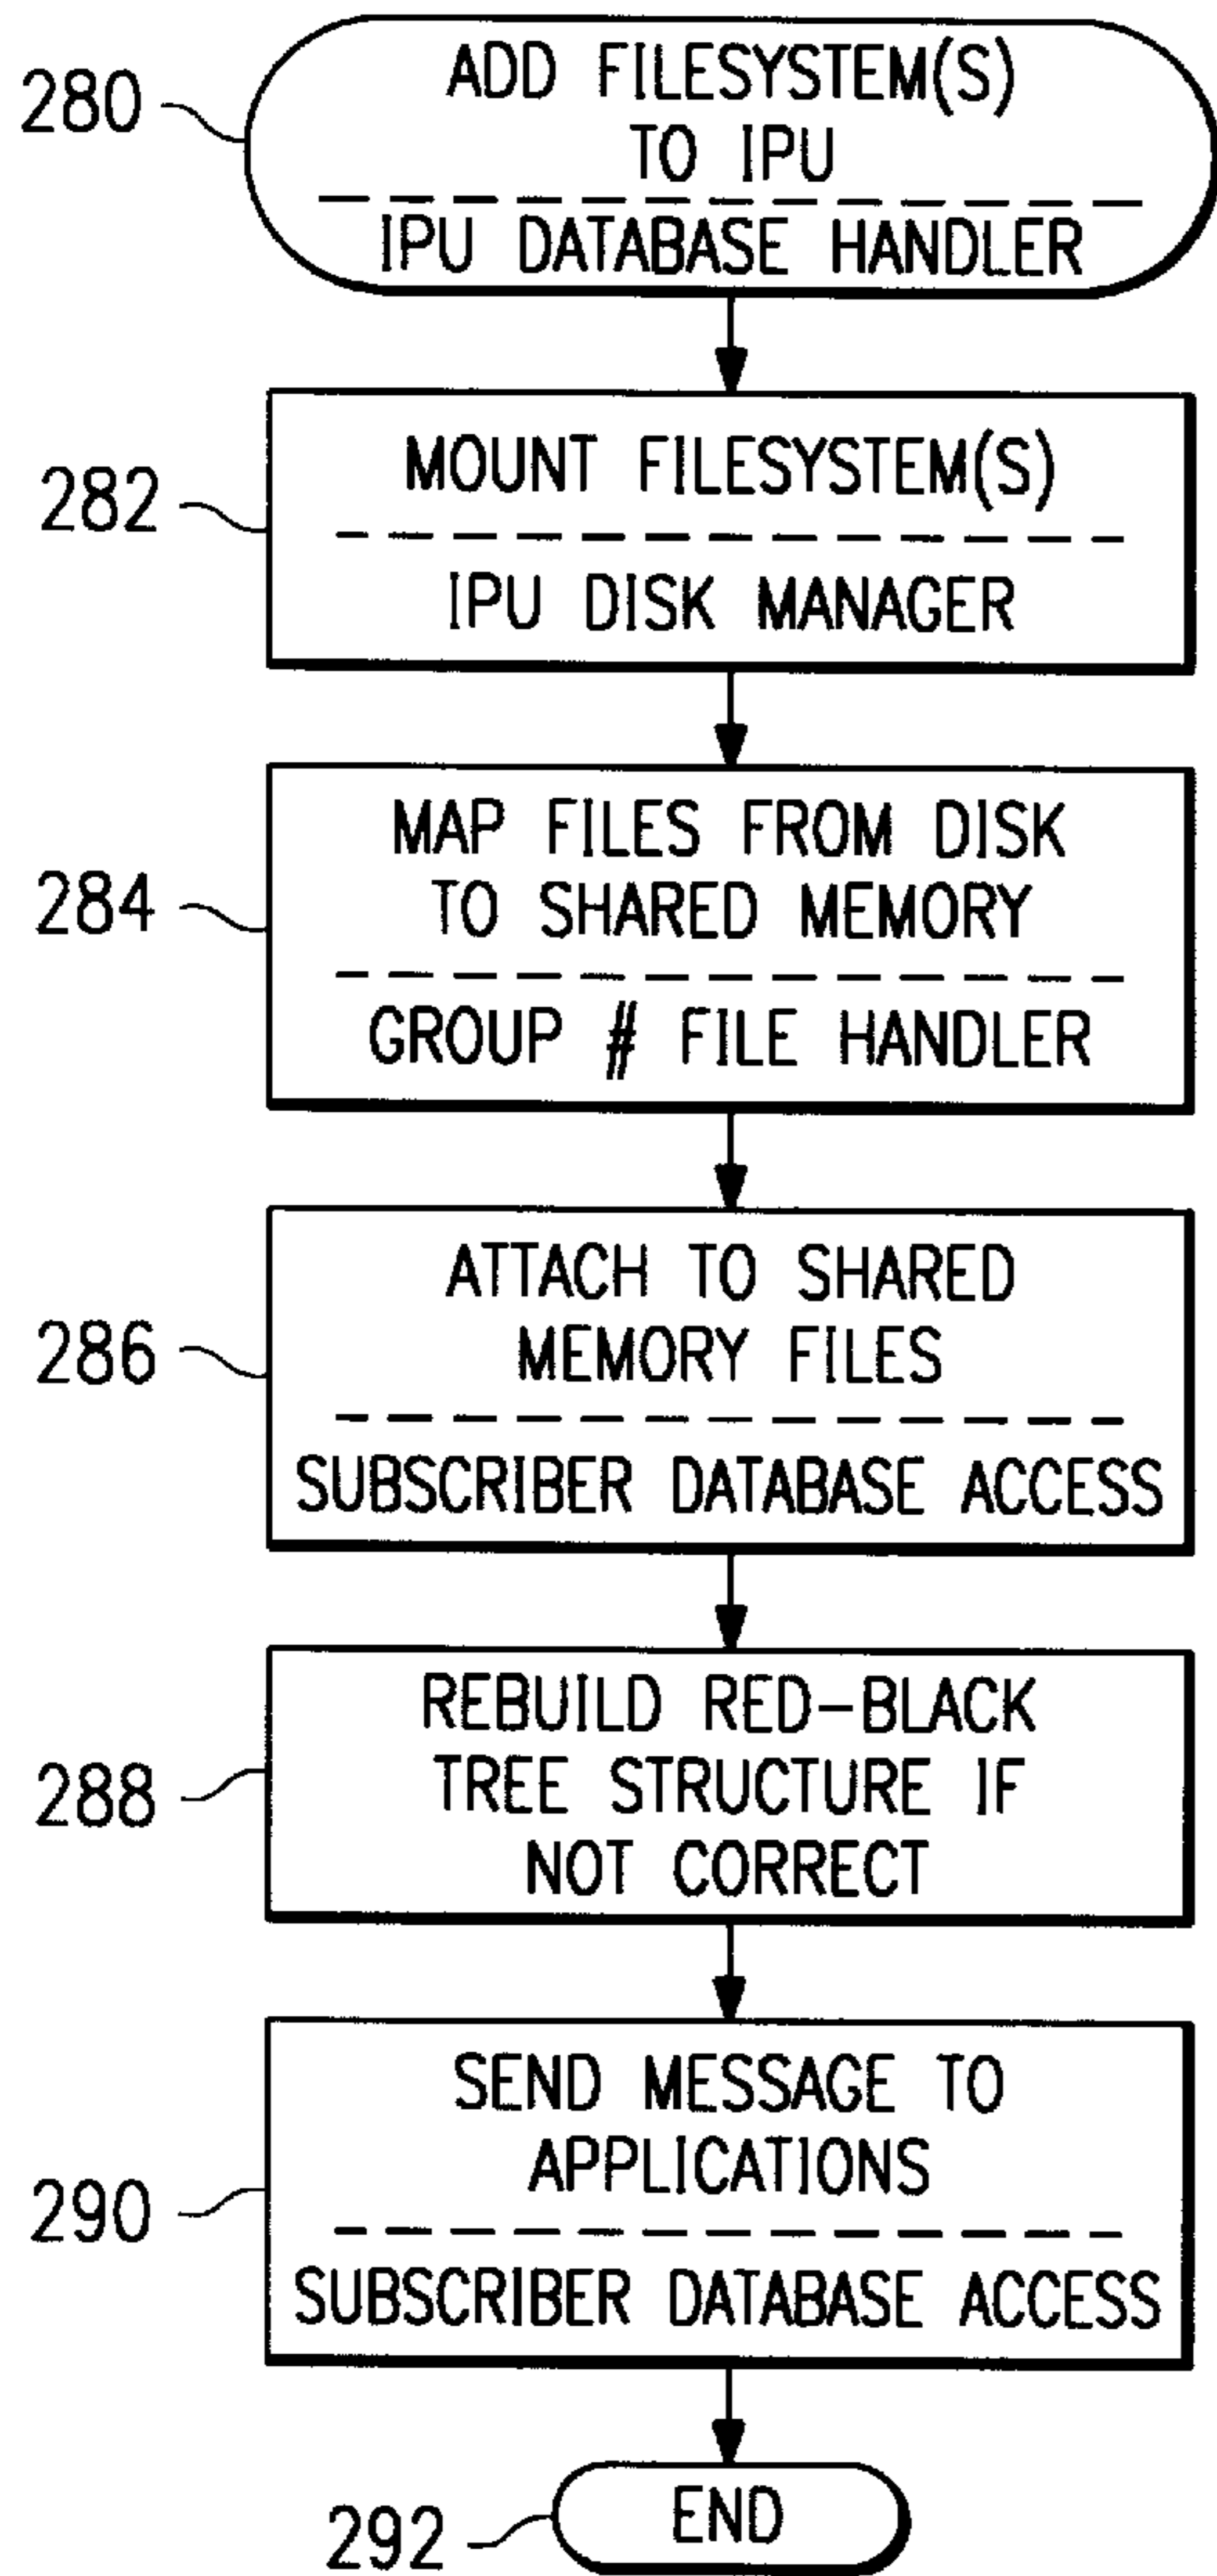 280
ADD FILESYSTEM(S)
TO IPU
IPU DATABASE HANDLER
282
MOUNT FILESYSTEM(S)
IPU DISK MANAGER
284
MAP FILES FROM DISK
TO SHARED MEMORY
GROUP # FILE HANDLER
286
ATTACH TO SHARED
MEMORY FILES
SUBSCRIBER DATABASE ACCESS
288
REBUILD RED-BLACK
TREE STRUCTURE IF
NOT CORRECT
290
SEND MESSAGE TO
APPLICATIONS
SUBSCRIBER DATABASE ACCESS
292
END